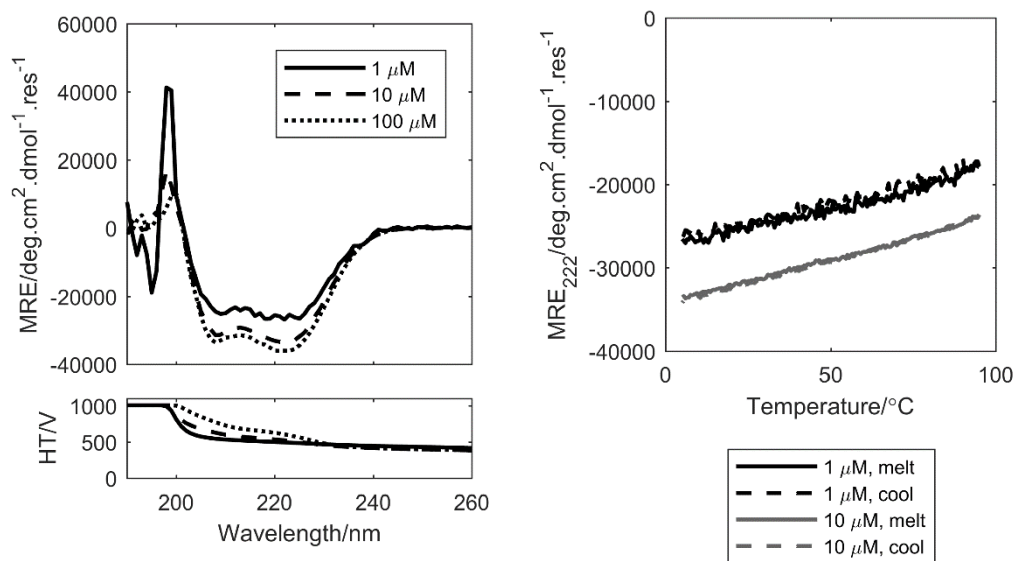 60000
40000
20000
0
-20000
-40000
MRE/deg.cm².dmol⁻¹.res⁻¹
1 μM
10 μM
100 μM
1000
500
0
HT/V
200 220 240 260
Wavelength/nm
0
-10000
-20000
-30000
-40000
MRE₂₂₂/deg.cm².dmol⁻¹.res⁻¹
0 50 100
Temperature/°C
1 μM, melt
1 μM, cool
10 μM, melt
10 μM, cool